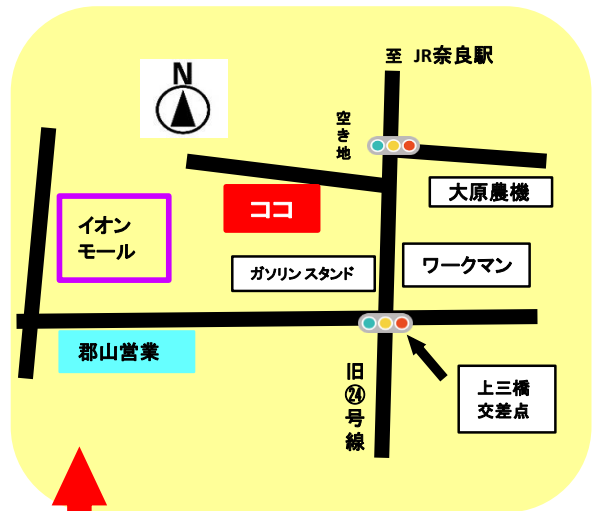 至 JR奈良駅
N
空き地
大原農機
ココ
イオン
モール
ワークマン
ガソリンスタンド
郡山営業
旧㉔号線
上三橋
交差点